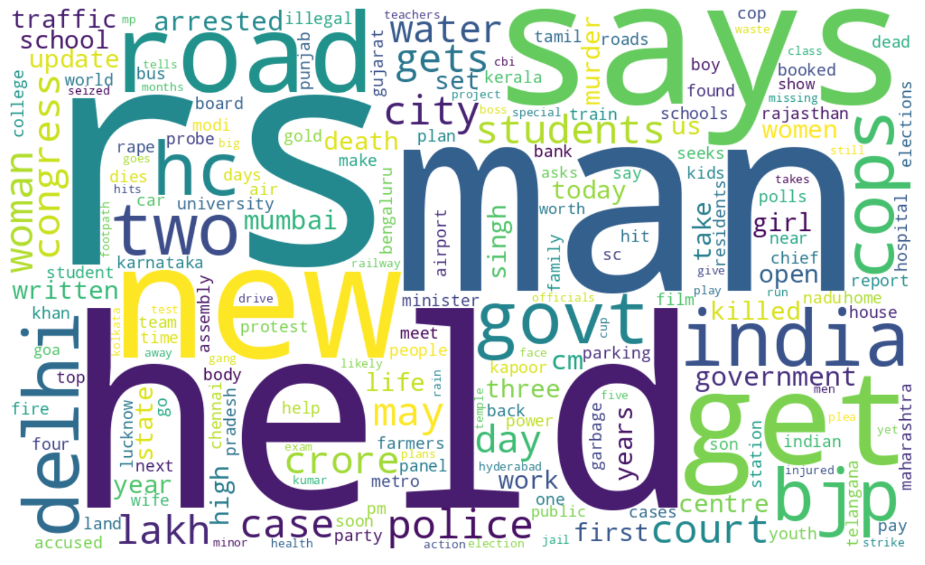 traffic
mp
arrested
illegal
teachers
water
says
cop
waste
school
road
punjab
gujarat
gets
tamil
roads
murder
class
dead
update
tells
world
bus
months
seized
set
cbi
kerala
boy
booked
show
missing
college
congress
rs
board
modi
gold
death
city
project
boss
special
train
found
schools
rajasthan
women
elections
woman
rape
probe
big
hc
dies
goes
days
make
plan
students
us
cops
hits
car
air
university
bengaluru
bank
man
asks
today
say
seeks
kids
take
residents
polls
takes
footpath
two
mumbai
airport
singh
worth
family
hit
sc
girl
near
hospital
student
karnataka
railway
open
chief
give
written
new
drive
minister
officials
film
play
run
nadu
home
report
khan
team
test
time
kolkata
assembly
protest
meet
govt
cup
killed
india
house
delhi
goa
away
gang
likely
people
face
kapoor
cm
parking
government
men
top
body
held
life
rain
three
get
maharashtra
fire
state
go
lucknow
chennai
pradesh
help
may
temple
back
power
garbage
five
years
son
indian
plea
yet
four
next
exam
crore
farmers
day
station
year
wife
high
kumar
plans
panel
metro
hyderabad
work
one
centre
injured
bjp
telangana
land
lakh
case
soon
pm
police
public
cases
first
court
youth
pay
accused
minor
health
party
action
election
jail
strike